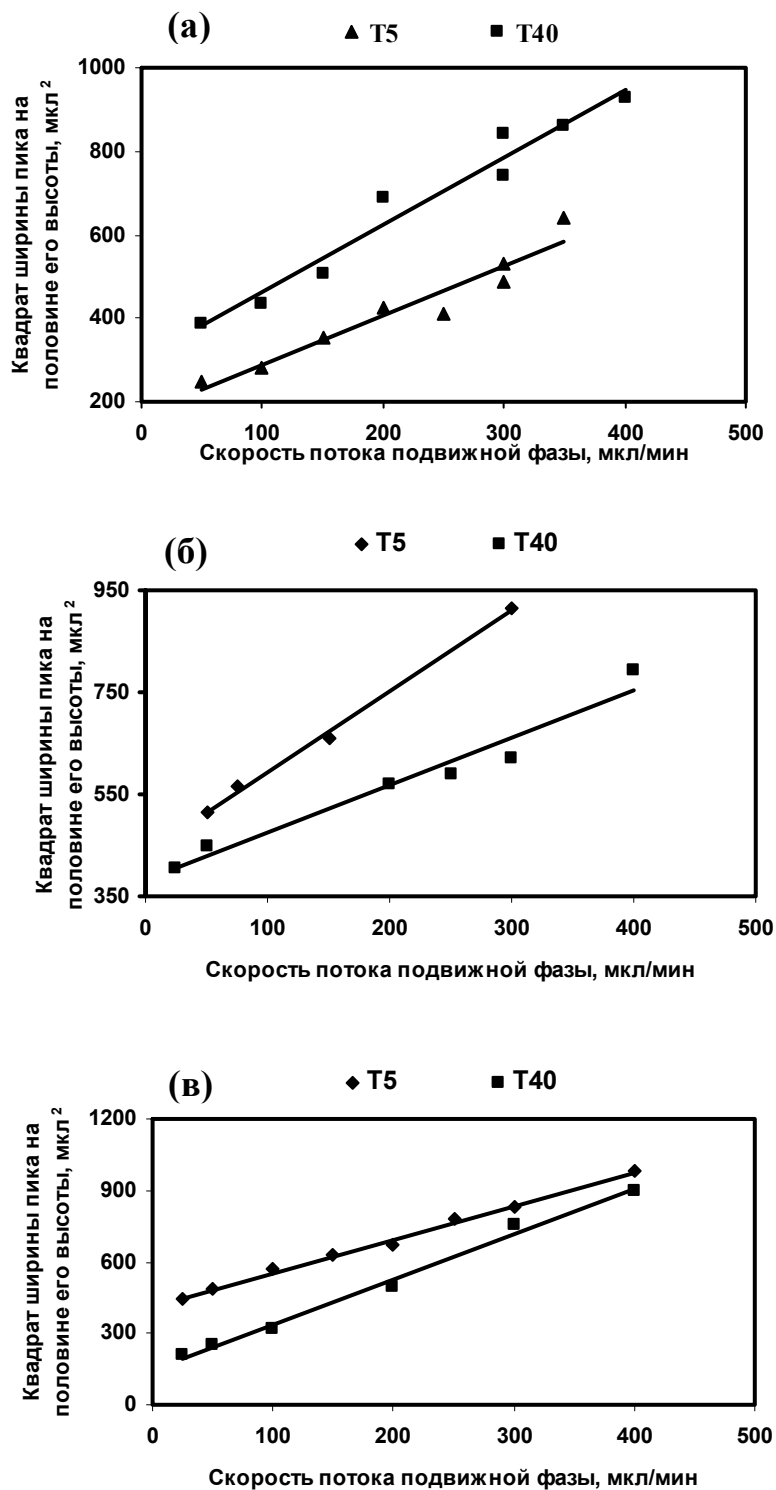 (а) T5 T40
1000
800
600
400
200
0 100 200 300 400 500
Квадрат ширины пика на
половине его высоты, мкл²
Скорость потока подвижной фазы, мкл/мин
(б) T5 T40
950
750
550
350
0 100 200 300 400 500
Квадрат ширины пика на
половине его высоты, мкл²
Скорость потока подвижной фазы, мкл/мин
(в) T5 T40
1200
900
600
300
0
0 100 200 300 400 500
Квадрат ширины пика на
половине его высоты, мкл²
Скорость потока подвижной фазы, мкл/мин